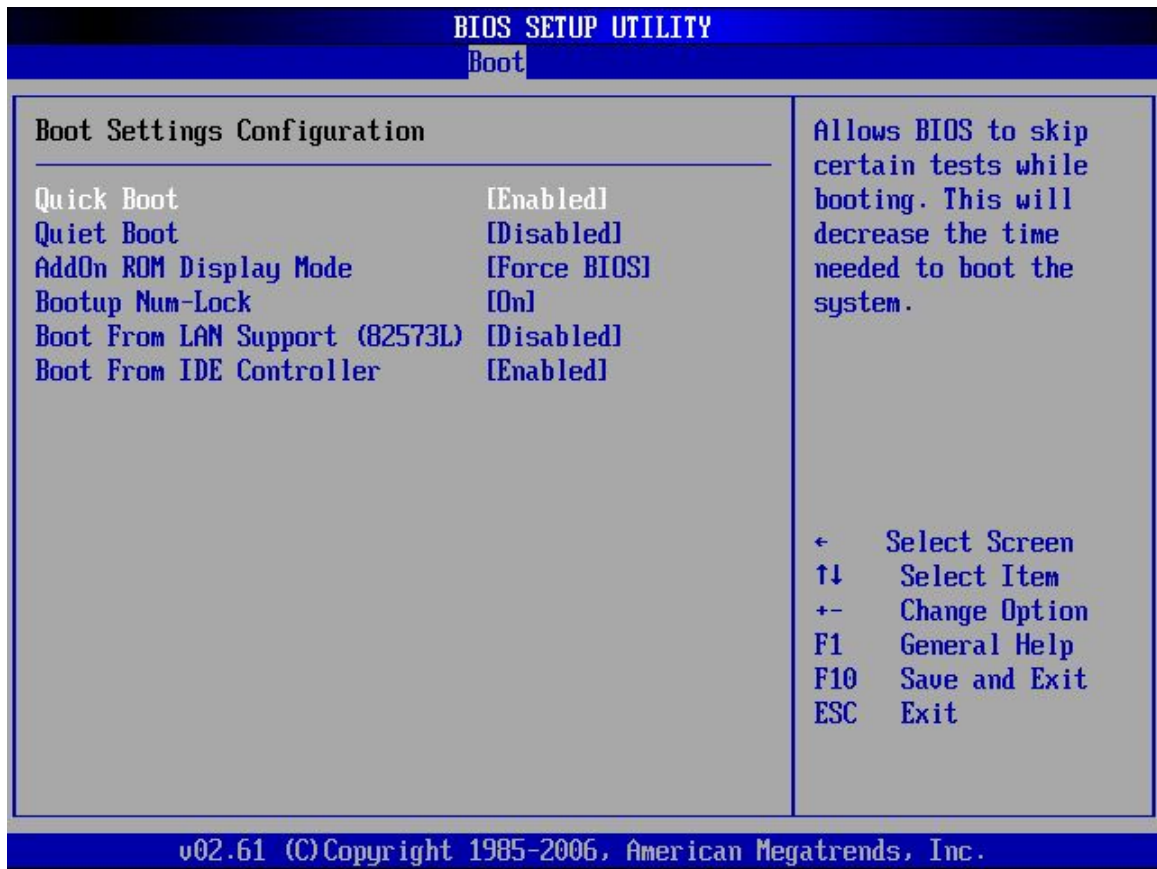 BIOS SETUP UTILITY
Boot
Boot Settings Configuration
Quick Boot [Enabled]
Quiet Boot [Disabled]
AddOn ROM Display Mode [Force BIOS]
Bootup Num-Lock [On]
Boot From LAN Support (82573L) [Disabled]
Boot From IDE Controller [Enabled]
Allows BIOS to skip
certain tests while
booting. This will
decrease the time
needed to boot the
system.
← Select Screen
↑↓ Select Item
+- Change Option
F1 General Help
F10 Save and Exit
ESC Exit
v02.61 (C)Copyright 1985-2006, American Megatrends, Inc.